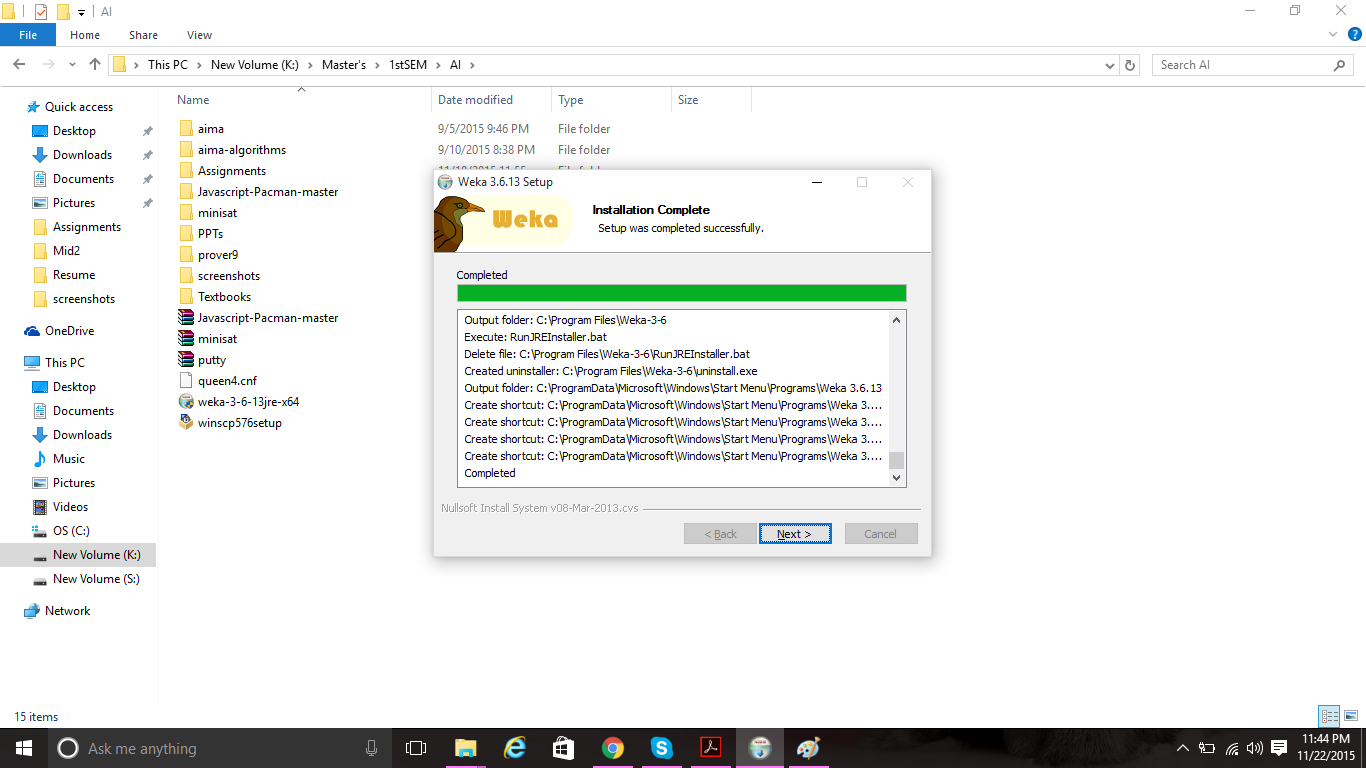 AI
File Home Share View
This PC New Volume (K:) Master's 1stSEM AI
Search AI
Name Date modified Type Size
Quick access
Desktop
Downloads
Documents
Pictures
Assignments
Mid2
Resume
screenshots
OneDrive
This PC
Desktop
Documents
Downloads
Music
Pictures
Videos
OS (C:)
New Volume (K:)
New Volume (S:)
Network
aima 9/5/2015 9:46 PM File folder
aima-algorithms 9/10/2015 8:38 PM File folder
Assignments
Javascript-Pacman-master
minisat
PPTs
prover9
screenshots
Textbooks
Javascript-Pacman-master
minisat
putty
queen4.cnf
weka-3-6-13jre-x64
winscp576setup
Weka 3.6.13 Setup
Weka
Installation Complete
Setup was completed successfully.
Completed
Output folder: C:\Program Files\Weka-3-6
Execute: RunJREInstaller.bat
Delete file: C:\Program Files\Weka-3-6\RunJREInstaller.bat
Created uninstaller: C:\Program Files\Weka-3-6\uninstall.exe
Output folder: C:\ProgramData\Microsoft\Windows\Start Menu\Programs\Weka 3.6.13
Create shortcut: C:\ProgramData\Microsoft\Windows\Start Menu\Programs\Weka 3....
Create shortcut: C:\ProgramData\Microsoft\Windows\Start Menu\Programs\Weka 3....
Create shortcut: C:\ProgramData\Microsoft\Windows\Start Menu\Programs\Weka 3....
Create shortcut: C:\ProgramData\Microsoft\Windows\Start Menu\Programs\Weka 3....
Completed
Nullsoft Install System v08-Mar-2013.cvs
< Back Next > Cancel
15 items
Ask me anything
11:44 PM
11/22/2015